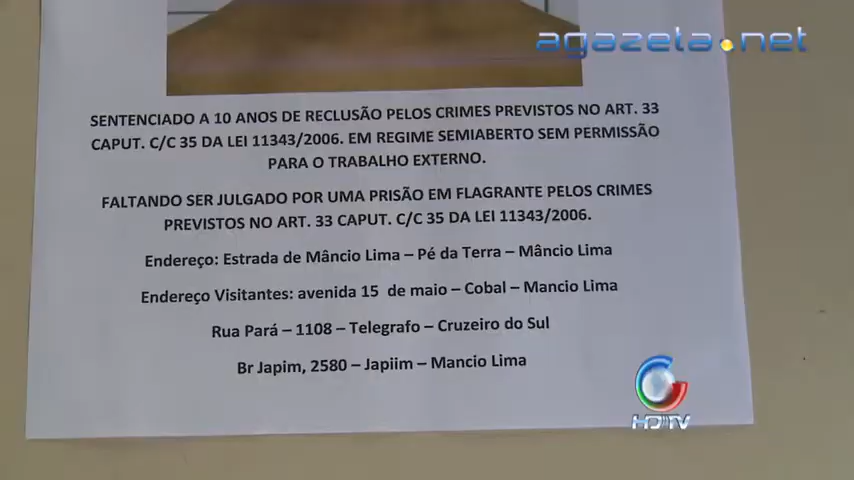 agazeta.net
SENTENCIADO A 10 ANOS DE RECLUSÃO PELOS CRIMES PREVISTOS NO ART. 33
CAPUT. C/C 35 DA LEI 11343/2006. EM REGIME SEMIABERTO SEM PERMISSÃO
PARA O TRABALHO EXTERNO.
FALTANDO SER JULGADO POR UMA PRISÃO EM FLAGRANTE PELOS CRIMES
PREVISTOS NO ART. 33 CAPUT. C/C 35 DA LEI 11343/2006.
Endereço: Estrada de Mâncio Lima – Pé da Terra – Mâncio Lima
Endereço Visitantes: avenida 15 de maio – Cobal – Mancio Lima
Rua Pará – 1108 – Telegrafo – Cruzeiro do Sul
Br Japim, 2580 – Japiim – Mancio Lima
HDTV